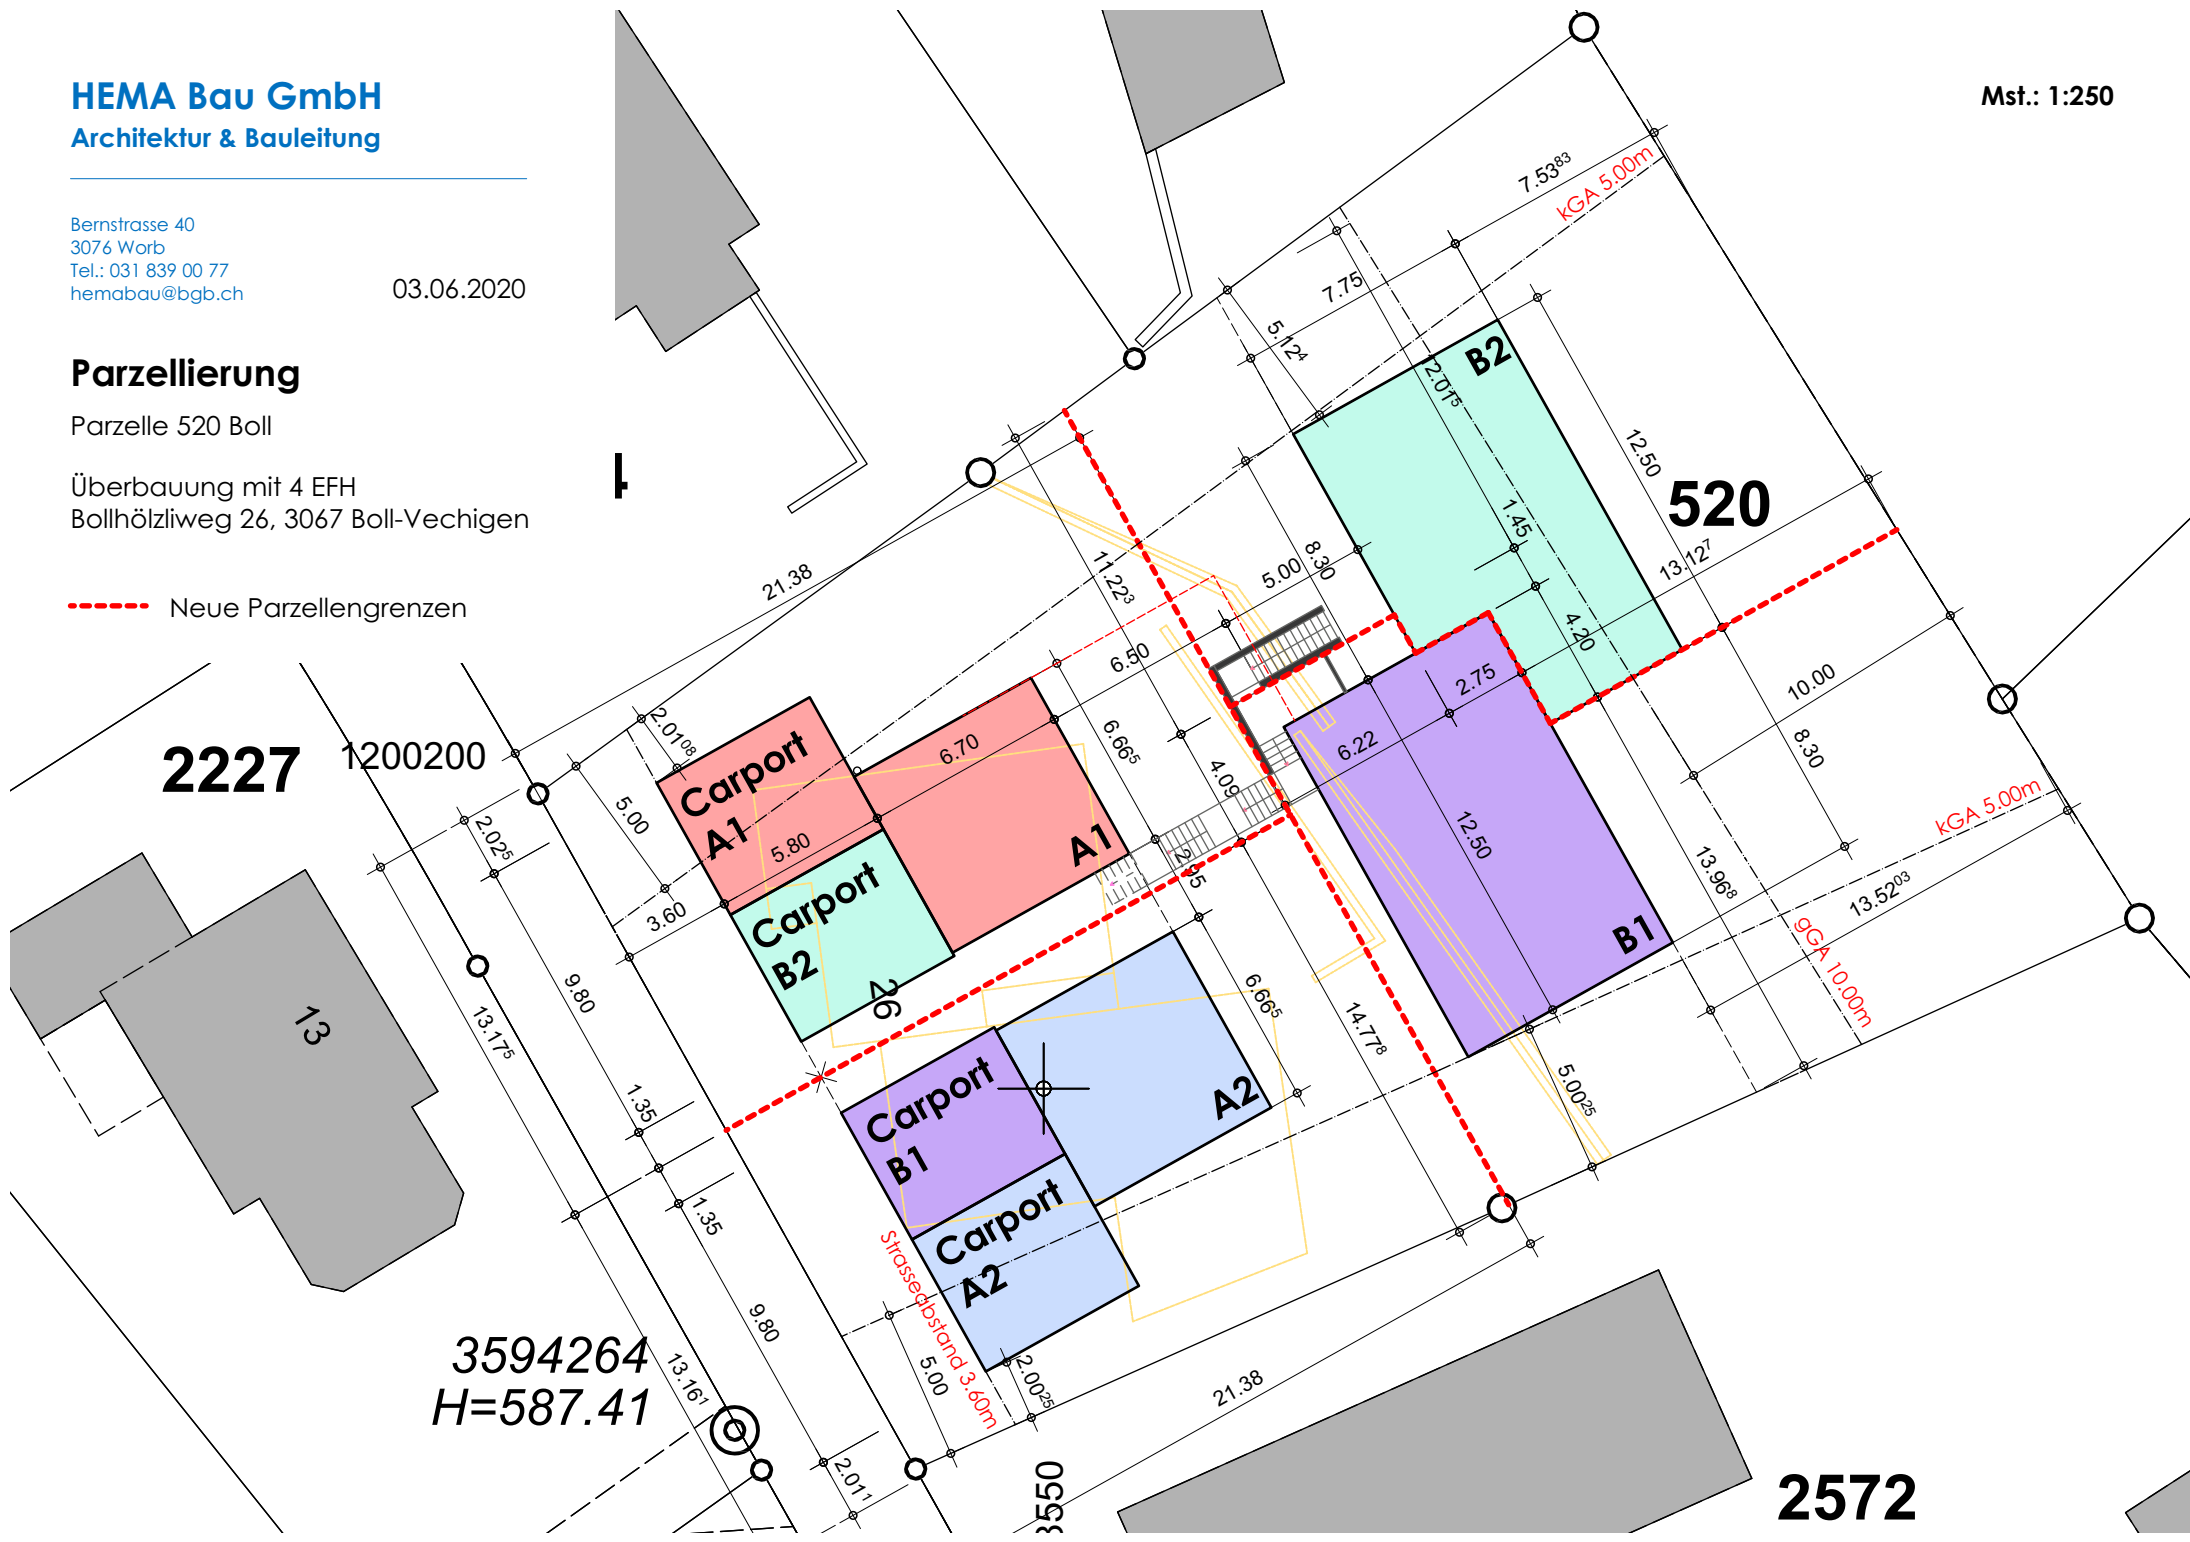 HEMA Bau GmbH
Architektur & Bauleitung
Bernstrasse 40
3076 Worb
Tel.: 031 839 00 77
hemabau@bgb.ch
03.06.2020
Parzellierung
Parzelle 520 Boll
Überbauung mit 4 EFH
Bollhölzliweg 26, 3067 Boll-Vechigen
Neue Parzellengrenzen
Mst.: 1:250
7.53⁸³
kGA 5.00m
7.75
5.12⁴
B2
2.01⁵
12.50
520
1.45
13.12⁷
8.30
5.00
11.22³
21.38
6.50
4.20
2.75
10.00
8.30
2227
1200200
2.01⁰⁸
Carport
A1
6.70
6.66⁵
4.09
6.22
5.00
2.02⁵
5.80
A1
12.50
kGA 5.00m
3.60
Carport
B2
2.95
13.96⁸
13.52⁰³
B1
gGA 10.00m
26
9.80
13
13.17⁵
6.66⁵
14.77⁸
5.00²⁵
1.35
Carport
B1
A2
1.35
Carport
A2
Strasseabstand 3.60m
9.80
3594264
H=587.41
13.16¹
5.00
2.00²⁵
21.38
2.01¹
3550
2572